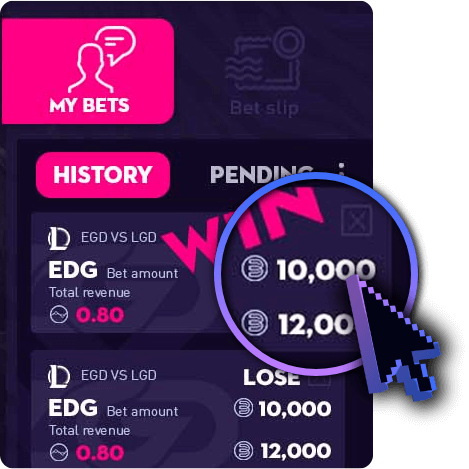 MY BETS
Bet slip
HISTORY
PENDING
WIN
EGD VS LGD
EDG Bet amount 10,000
Total revenue
0.80 12,00
EGD VS LGD
LOSE
EDG Bet amount 10,000
Total revenue
0.80 12,000